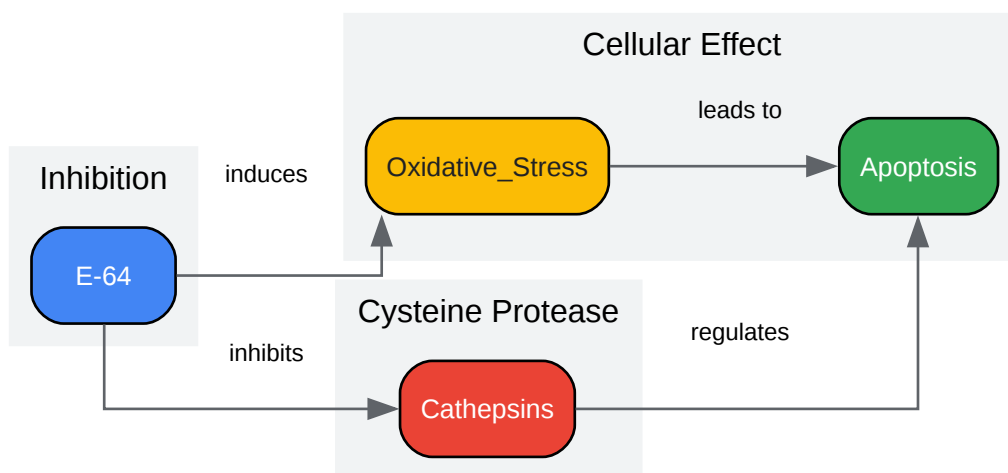 Cellular Effect
leads to
Oxidative_Stress
Apoptosis
Inhibition
induces
E-64
Cysteine Protease
inhibits
regulates
Cathepsins